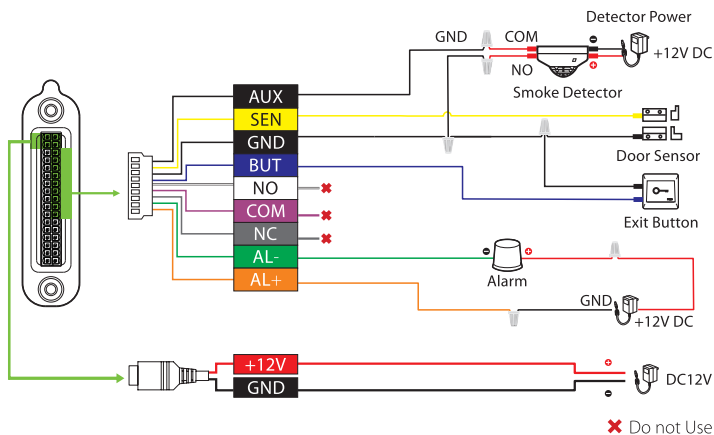 Detector Power
GND
COM
+12V DC
NO
Smoke Detector
AUX
SEN
GND
BUT
NO
COM
NC
AL-
AL+
Door Sensor
Exit Button
Alarm
GND
+12V DC
+12V
GND
DC12V
Do not Use